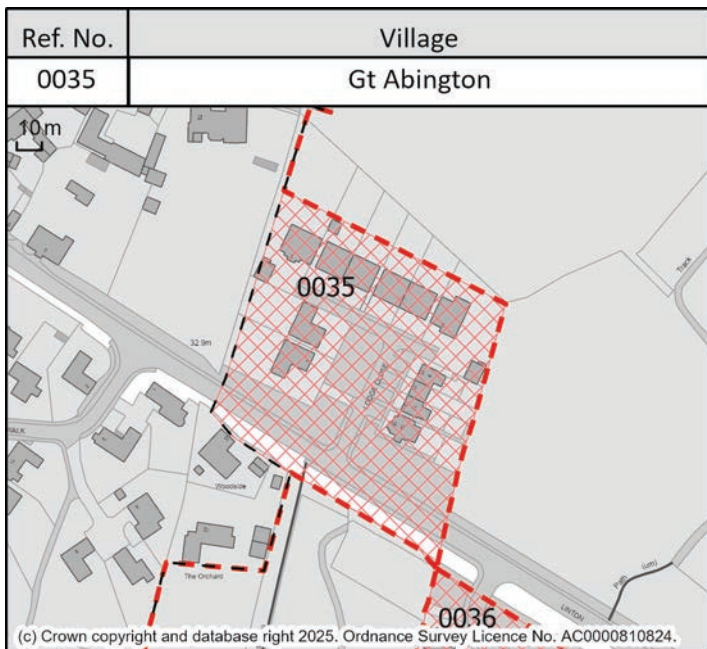 Ref. No. Village
0035 Gt Abington
10 m
0035
32.9m
Track
WALK
Woodside
The Orchard
Path (um)
LINTON
0036
(c) Crown copyright and database right 2025. Ordnance Survey Licence No. AC0000810824.